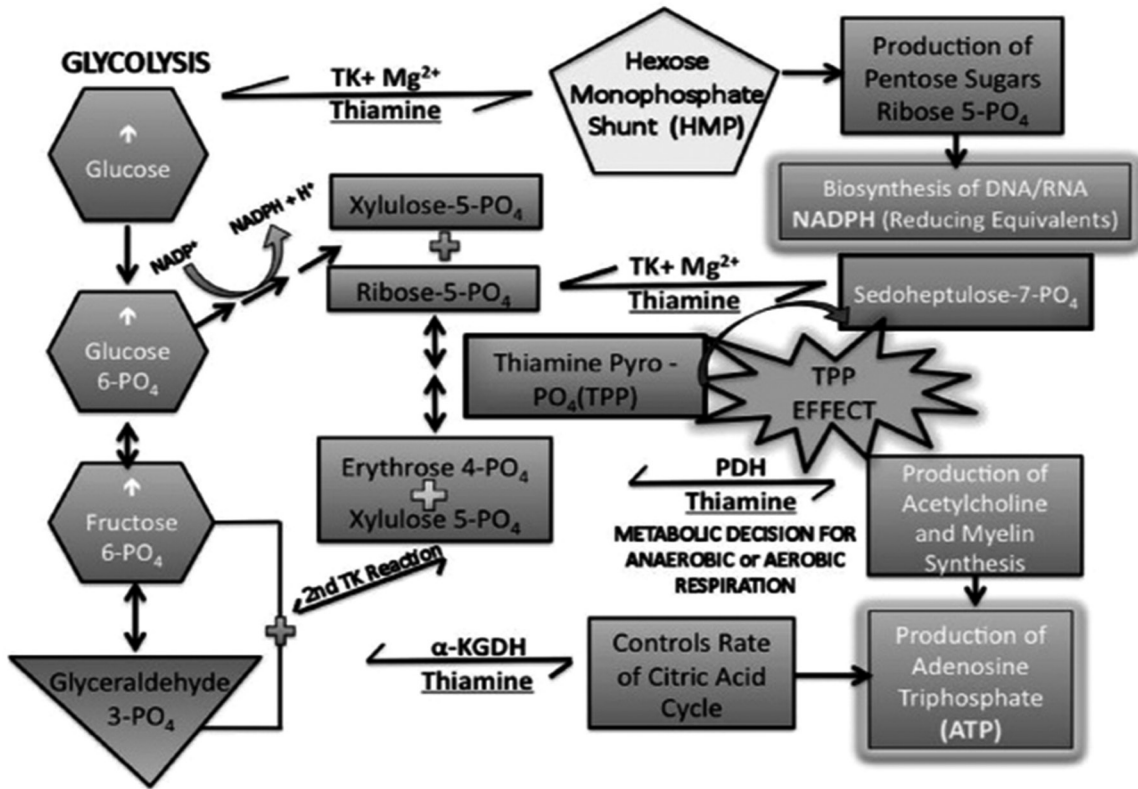 GLYCOLYSIS
↑
Glucose
TK+ Mg²⁺
Thiamine
Hexose
Monophosphate
Shunt (HMP)
Production of
Pentose Sugars
Ribose 5-PO₄
Biosynthesis of DNA/RNA
NADPH (Reducing Equivalents)
NADP⁺
NADPH + H⁺
Xylulose-5-PO₄
+
Ribose-5-PO₄
TK+ Mg²⁺
Thiamine
Sedoheptulose-7-PO₄
↑
Glucose
6-PO₄
Thiamine Pyro -
PO₄(TPP)
TPP
EFFECT
Erythrose 4-PO₄
+
Xylulose 5-PO₄
PDH
Thiamine
METABOLIC DECISION FOR
ANAEROBIC or AEROBIC
RESPIRATION
Production of
Acetylcholine
and Myelin
Synthesis
↑
Fructose
6-PO₄
2nd TK Reaction
+
Glyceraldehyde
3-PO₄
α-KGDH
Thiamine
Controls Rate
of Citric Acid
Cycle
Production of
Adenosine
Triphosphate
(ATP)